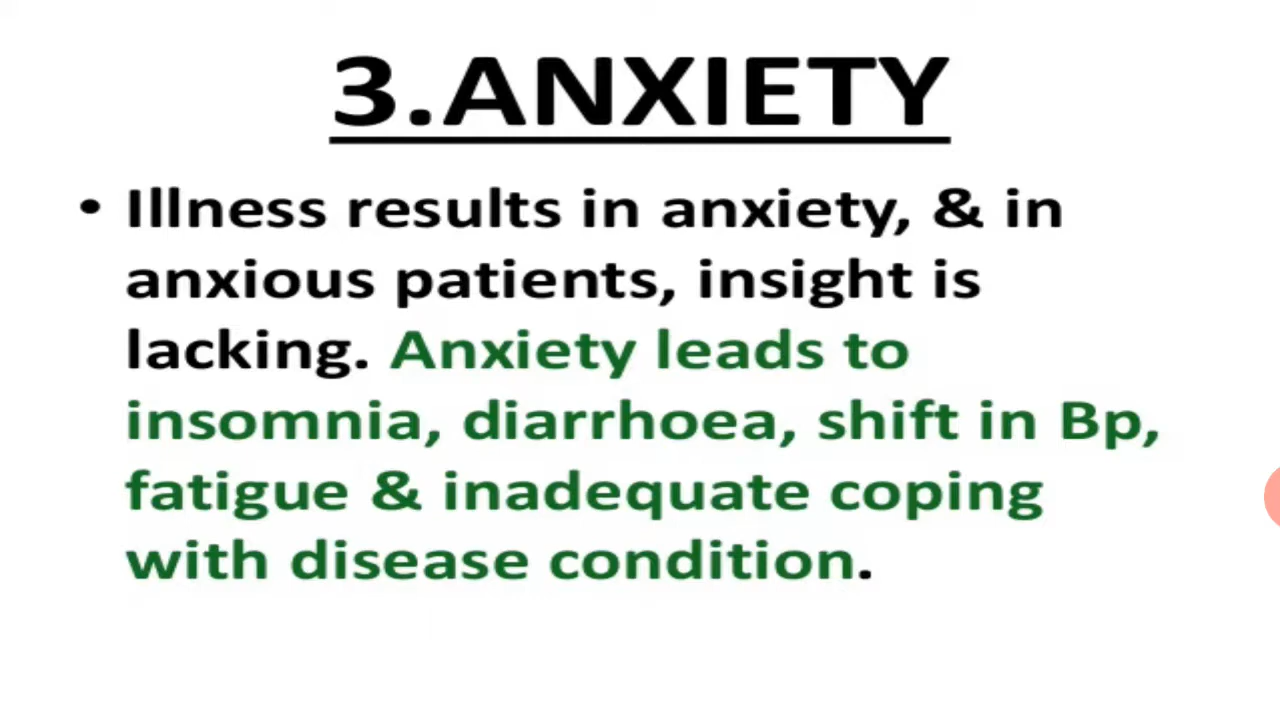 3.ANXIETY
• Illness results in anxiety, & in
anxious patients, insight is
lacking. Anxiety leads to
insomnia, diarrhoea, shift in Bp,
fatigue & inadequate coping
with disease condition.